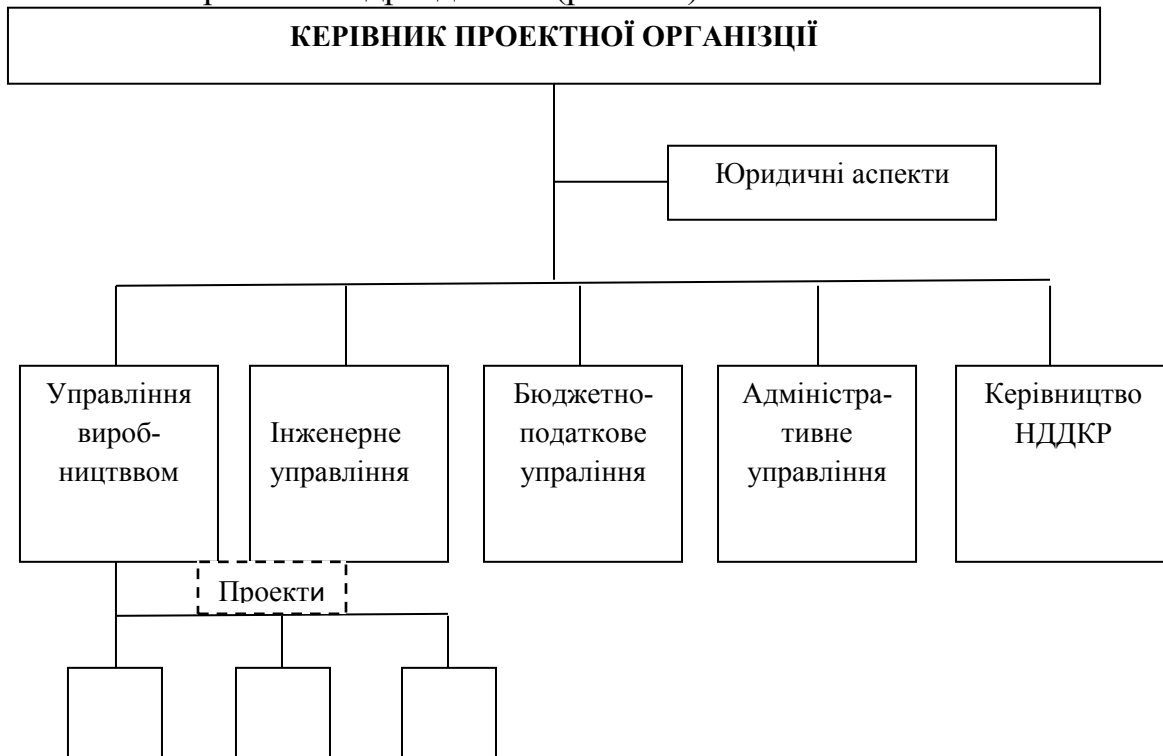 КЕРІВНИК ПРОЕКТНОЇ ОРГАНІЗЦІЇ
Юридичні аспекти
Управління
вироб-
ництввом
Інженерне
управління
Бюджетно-
податкове
упраління
Адміністра-
тивне
управління
Керівництво
НДДКР
Проекти